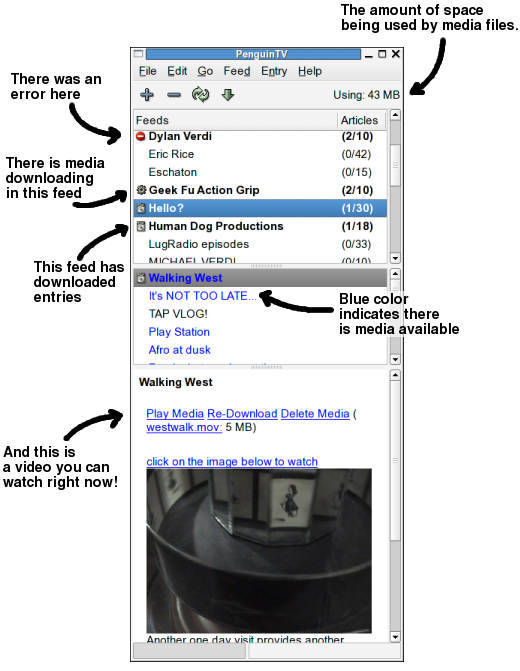 The amount of space
being used by media files.
There was an
error here
There is media
downloading
in this feed
This feed has
downloaded
entries
Blue color
indicates there
is media available
And this is
a video you can
watch right now!
PenguinTV
File Edit Go Feed Entry Help
Using: 43 MB
Feeds Articles
Dylan Verdi (2/10)
Eric Rice (0/42)
Eschaton (0/15)
Geek Fu Action Grip (2/10)
Hello? (1/30)
Human Dog Productions (1/18)
LugRadio episodes (0/33)
MICHAEL VERDI (0/10)
Walking West
It's NOT TOO LATE...
TAP VLOG!
Play Station
Afro at dusk
Walking West
Play Media Re-Download Delete Media (
westwalk.mov: 5 MB)
click on the image below to watch
Another one day visit provides another